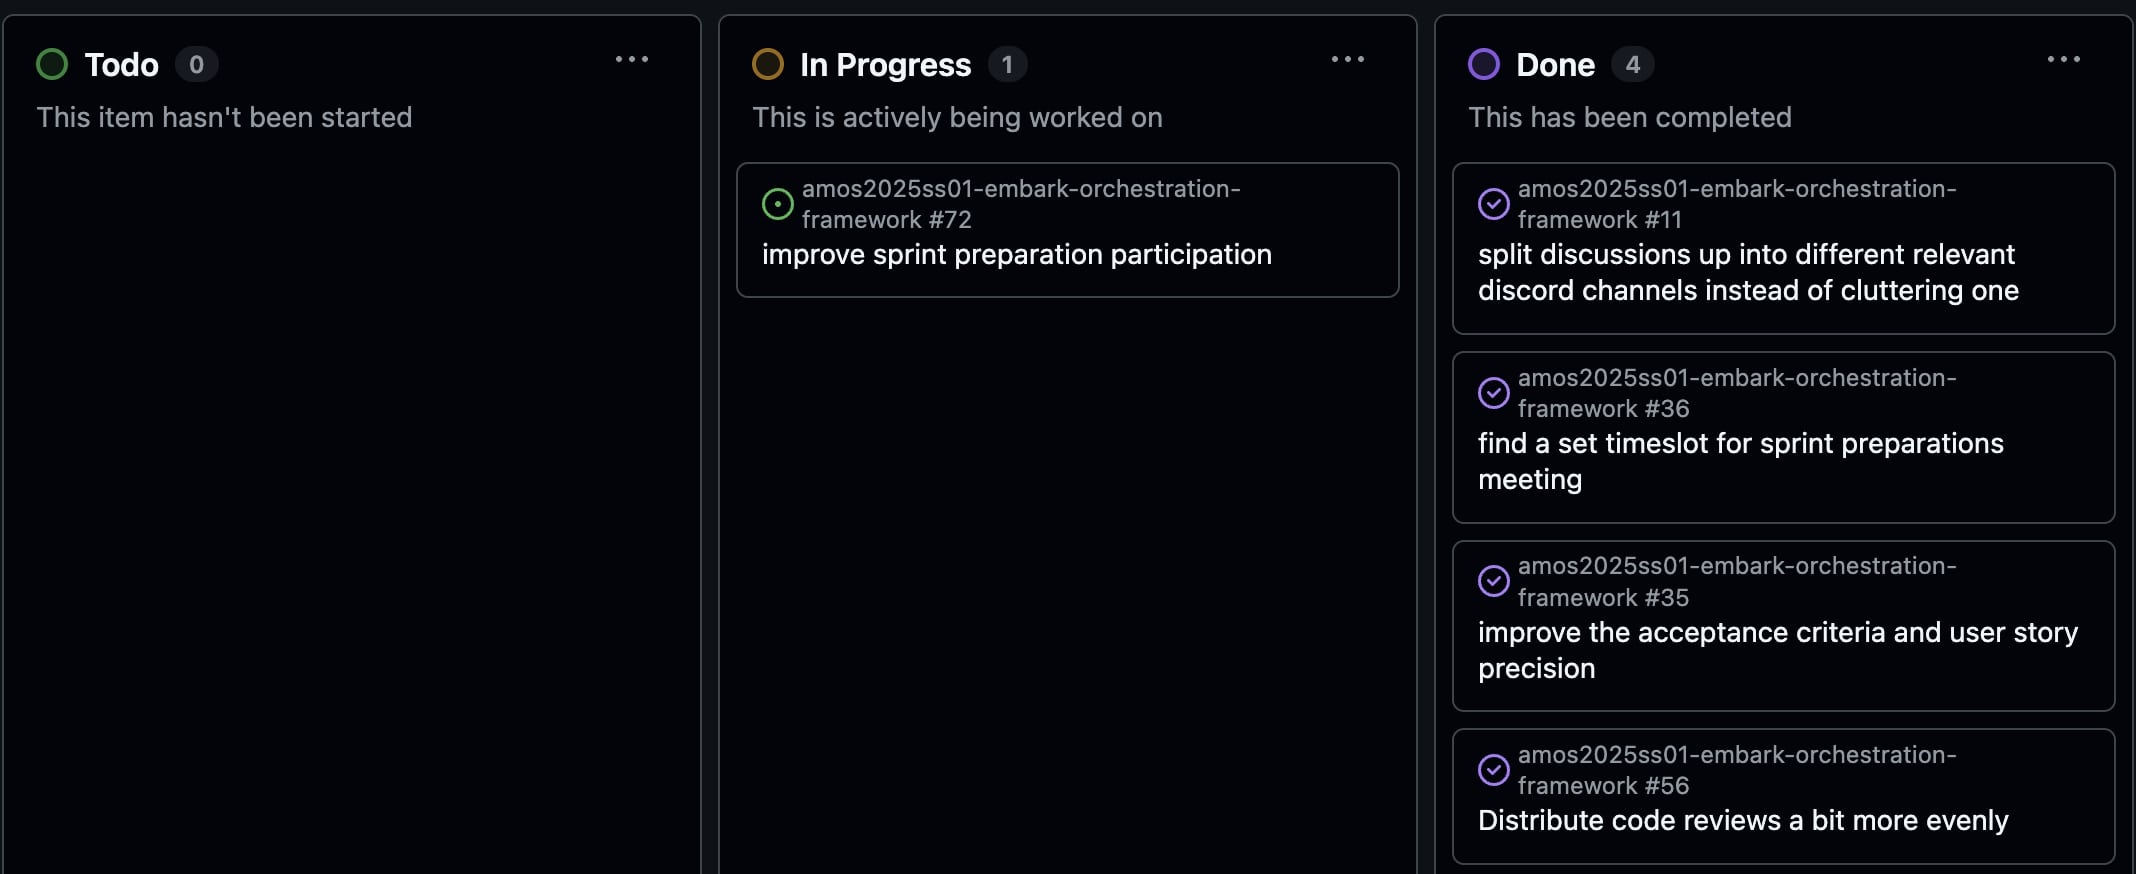 Todo 0
This item hasn't been started
In Progress 1
This is actively being worked on
amos2025ss01-embark-orchestration-
framework #72
improve sprint preparation participation
Done 4
This has been completed
amos2025ss01-embark-orchestration-
framework #11
split discussions up into different relevant
discord channels instead of cluttering one
amos2025ss01-embark-orchestration-
framework #36
find a set timeslot for sprint preparations
meeting
amos2025ss01-embark-orchestration-
framework #35
improve the acceptance criteria and user story
precision
amos2025ss01-embark-orchestration-
framework #56
Distribute code reviews a bit more evenly